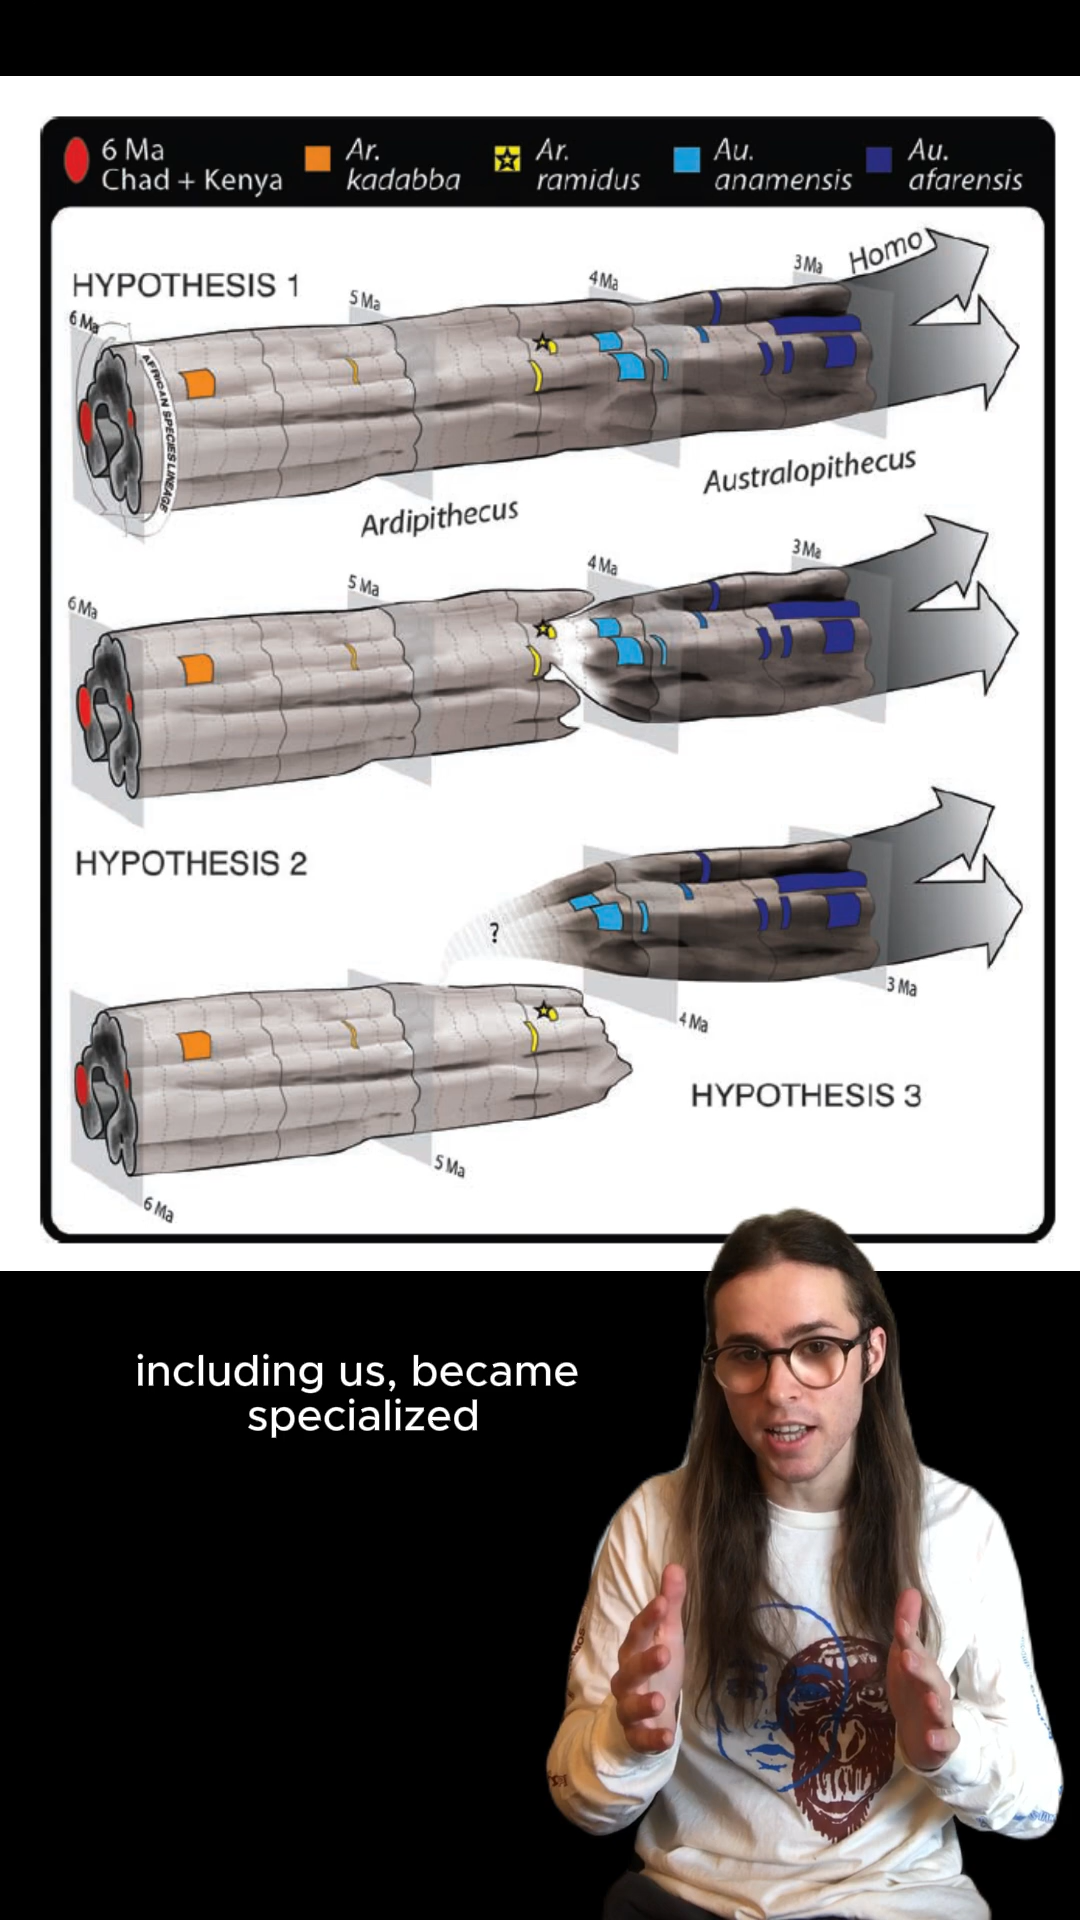 6 Ma
Chad + Kenya
Ar.
kadabba
Ar.
ramidus
Au.
anamensis
Au.
afarensis
HYPOTHESIS 1
6 Ma
5 Ma
4 Ma
3 Ma
Homo
AFRICAN SPECIES LINEAGE
Ardipithecus
Australopithecus
6 Ma
5 Ma
4 Ma
3 Ma
HYPOTHESIS 2
?
3 Ma
4 Ma
HYPOTHESIS 3
5 Ma
6 Ma
including us, became
specialized